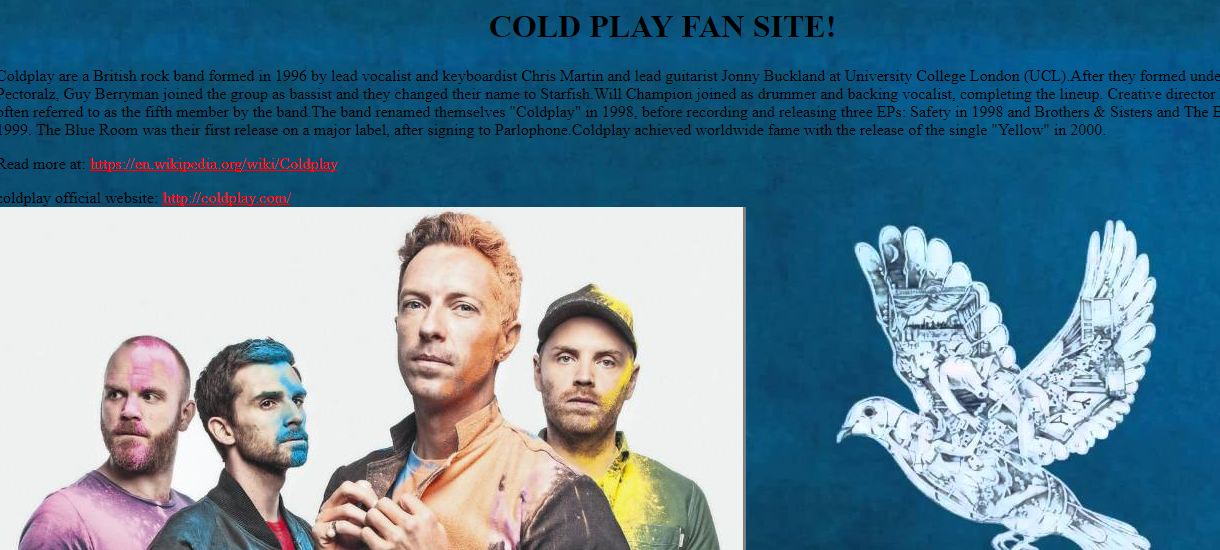 COLD PLAY FAN SITE!
Coldplay are a British rock band formed in 1996 by lead vocalist and keyboardist Chris Martin and lead guitarist Jonny Buckland at University College London (UCL).After they formed unde
Pectoralz, Guy Berryman joined the group as bassist and they changed their name to Starfish.Will Champion joined as drummer and backing vocalist, completing the lineup. Creative director
often referred to as the fifth member by the band.The band renamed themselves "Coldplay" in 1998, before recording and releasing three EPs: Safety in 1998 and Brothers & Sisters and The E
1999. The Blue Room was their first release on a major label, after signing to Parlophone.Coldplay achieved worldwide fame with the release of the single "Yellow" in 2000.
Read more at: https://en.wikipedia.org/wiki/Coldplay
coldplay official website: http://coldplay.com/